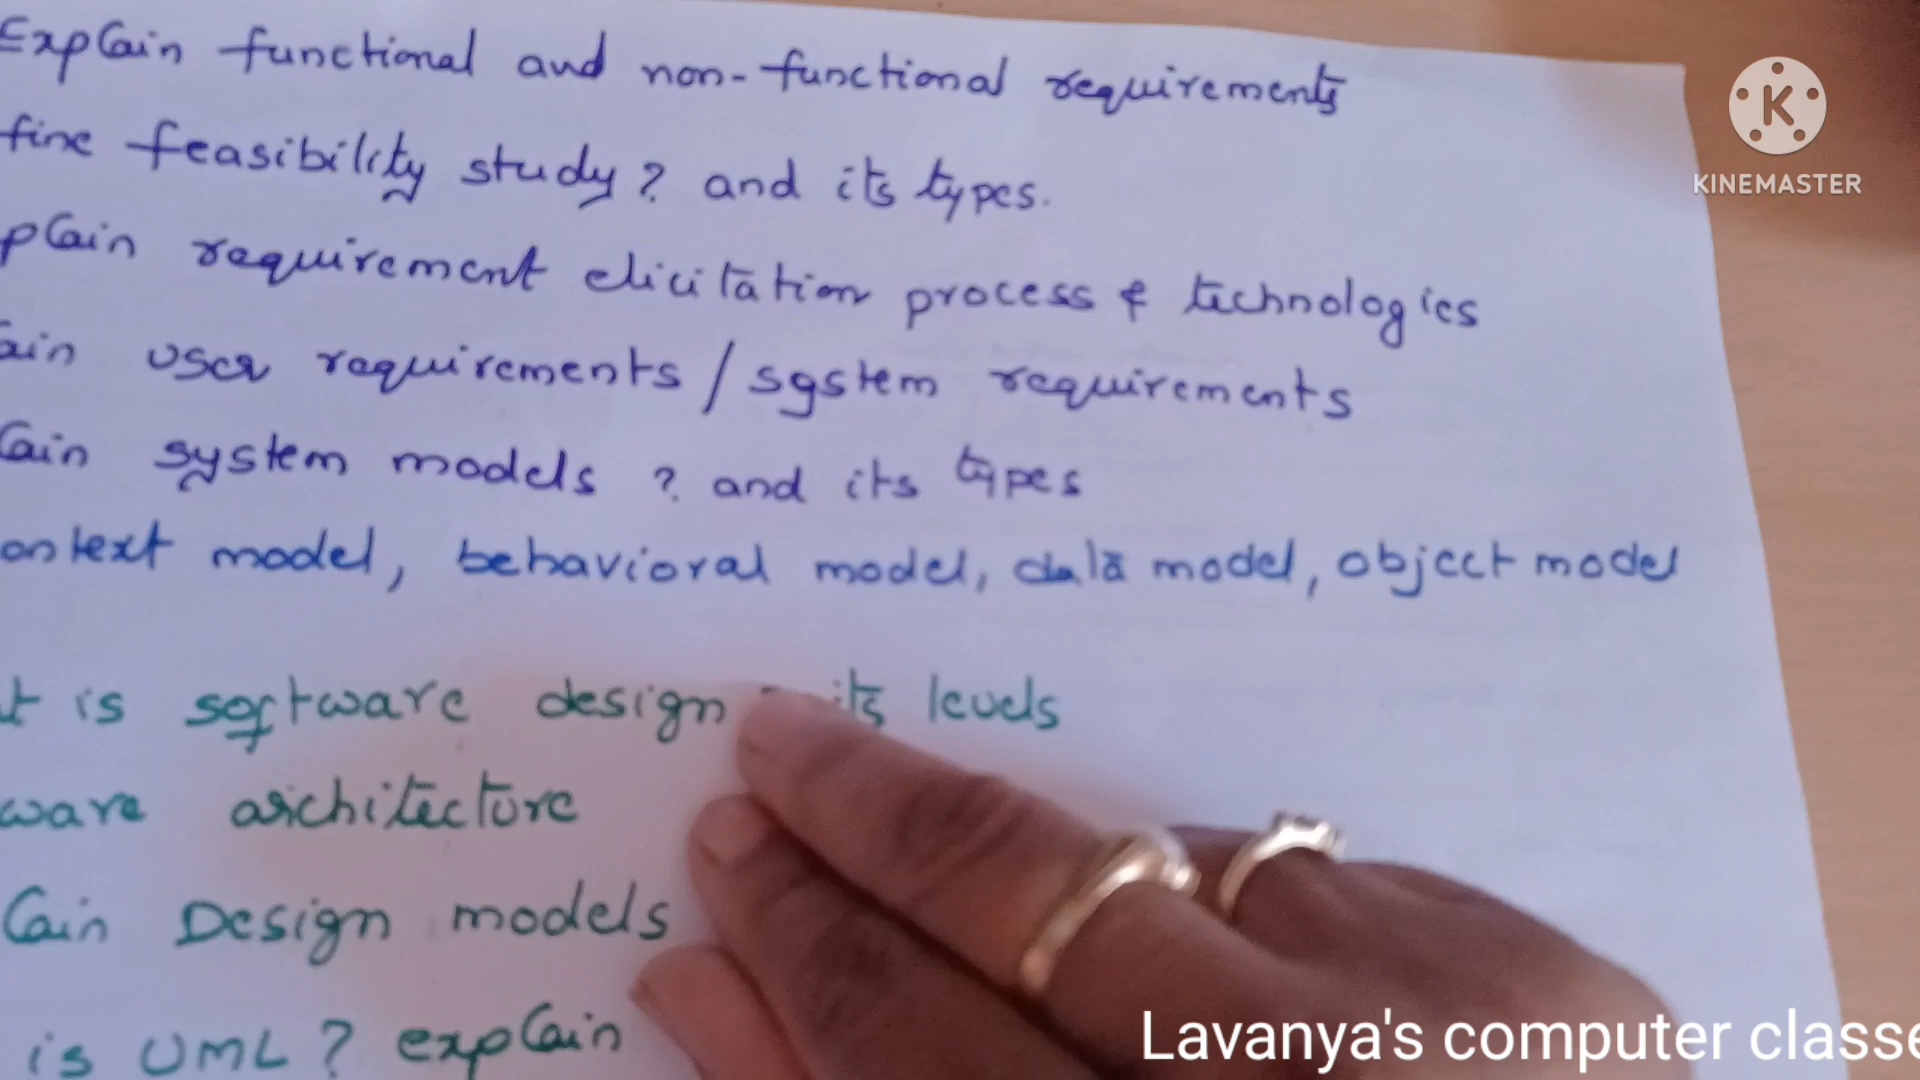 Explain functional and non-functional requirements
fine feasibility study? and its types.
plain requirement elicitation process & technologies
ain user requirements / system requirements
lain system models ? and its types
ontext model, behavioral model, data model, object model
t is software design its levels
ware architecture
lain Design models
is UML ? explain
KINEMASTER
Lavanya's computer classe